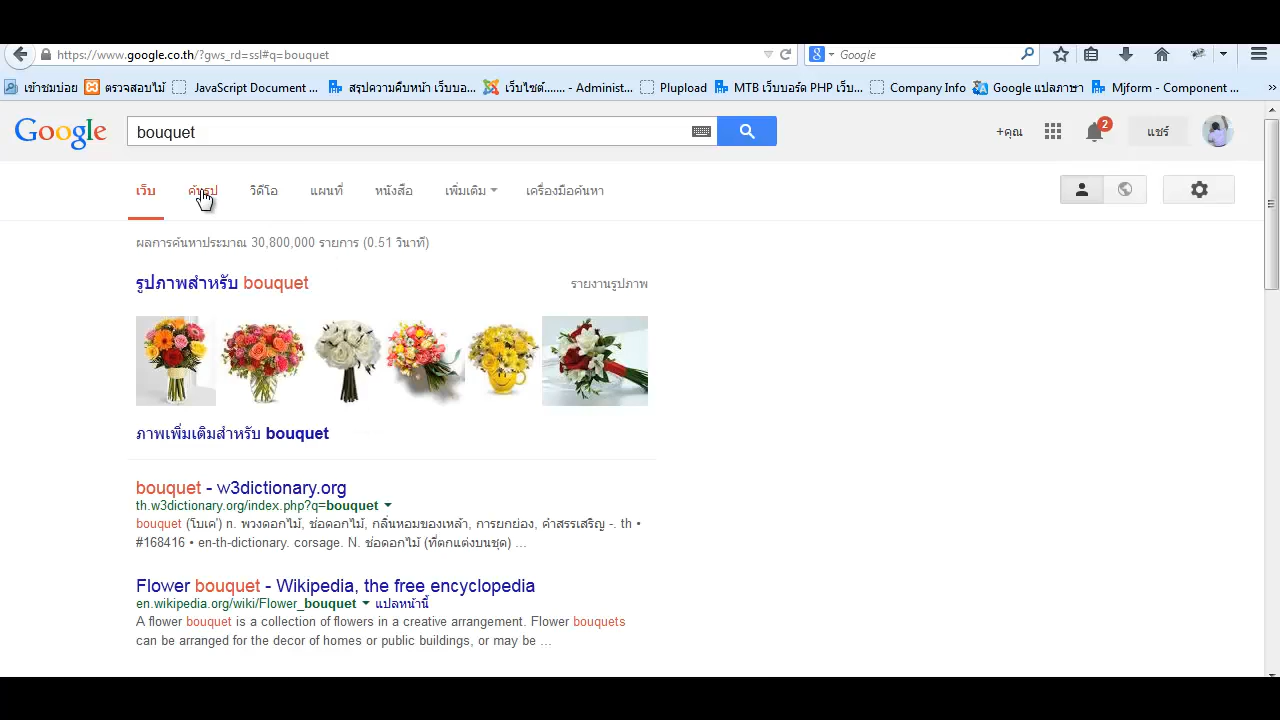 https://www.google.co.th/?gws_rd=ssl#q=bouquet
Google
เข้าชมบ่อย
ตรวจสอบไม้
JavaScript Document ...
สรุปความคืบหน้า เว็บบอ...
เว็บไซต์....... - Administ...
Plupload
MTB เว็บบอร์ด PHP เว็บ...
Company Info
Google แปลภาษา
Mjform - Component ...
»
Google
bouquet
+คุณ
2
แชร์
เว็บ
ค้นรูป
วิดีโอ
แผนที่
หนังสือ
เพิ่มเติม
เครื่องมือค้นหา
ผลการค้นหาประมาณ 30,800,000 รายการ (0.51 วินาที)
รูปภาพสำหรับ bouquet
รายงานรูปภาพ
ภาพเพิ่มเติมสำหรับ bouquet
bouquet - w3dictionary.org
th.w3dictionary.org/index.php?q=bouquet
bouquet (โบเค') n. พวงดอกไม้, ช่อดอกไม้, กลิ่นหอมของเหล้า, การยกย่อง, คำสรรเสริญ -. th •
#168416 • en-th-dictionary. corsage. N. ช่อดอกไม้ (ที่ตกแต่งบนชุด) ...
Flower bouquet - Wikipedia, the free encyclopedia
en.wikipedia.org/wiki/Flower_bouquet แปลหน้านี้
A flower bouquet is a collection of flowers in a creative arrangement. Flower bouquets
can be arranged for the decor of homes or public buildings, or may be ...